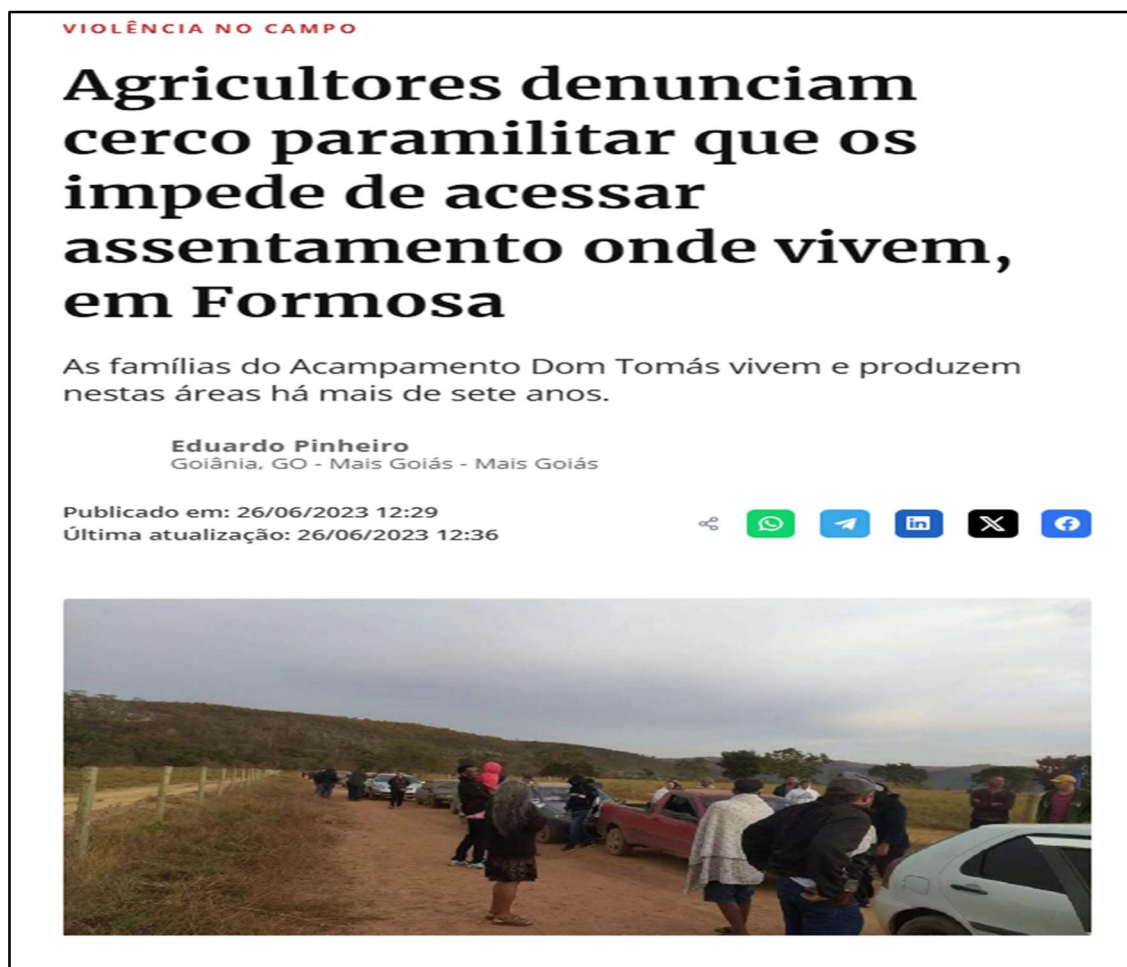 VIOLÊNCIA NO CAMPO
Agricultores denunciam
cerco paramilitar que os
impede de acessar
assentamento onde vivem,
em Formosa
As famílias do Acampamento Dom Tomás vivem e produzem
nestas áreas há mais de sete anos.
Eduardo Pinheiro
Goiânia, GO - Mais Goiás - Mais Goiás
Publicado em: 26/06/2023 12:29
Última atualização: 26/06/2023 12:36